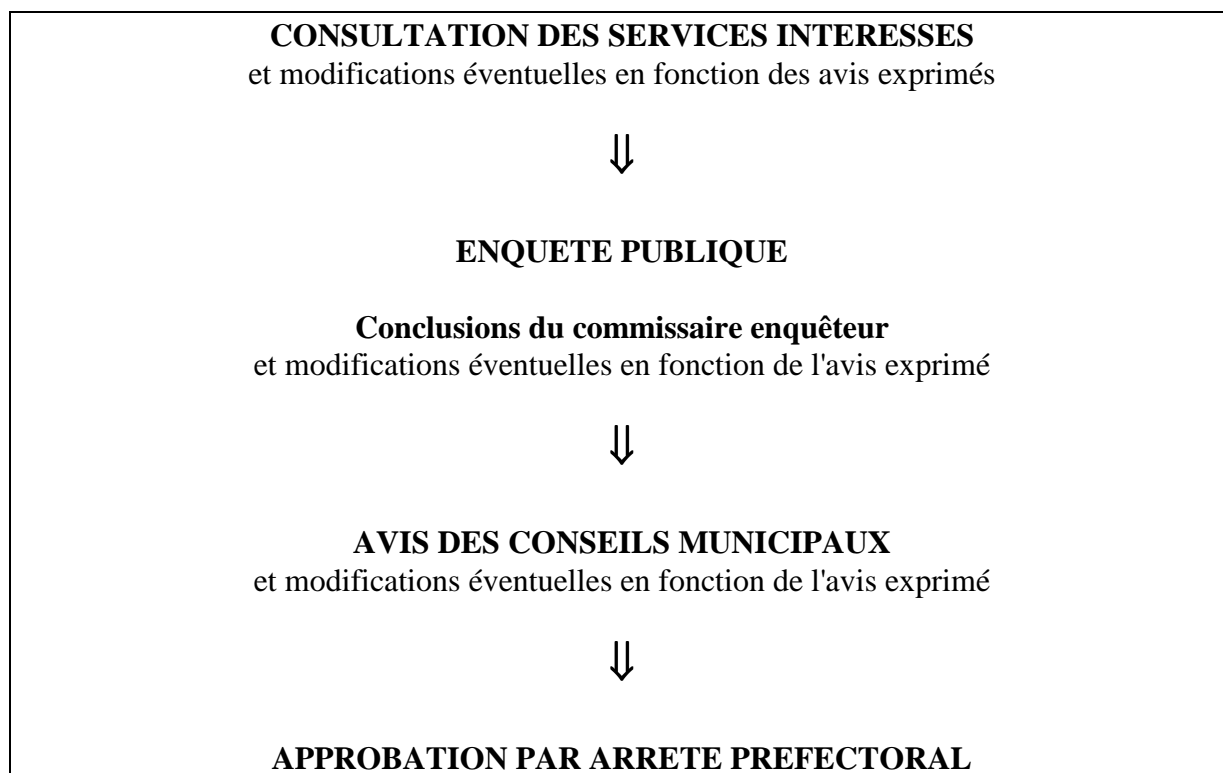 CONSULTATION DES SERVICES INTERESSES
et modifications éventuelles en fonction des avis exprimés
⇓
ENQUETE PUBLIQUE
Conclusions du commissaire enquêteur
et modifications éventuelles en fonction de l'avis exprimé
⇓
AVIS DES CONSEILS MUNICIPAUX
et modifications éventuelles en fonction de l'avis exprimé
⇓
APPROBATION PAR ARRETE PREFECTORAL